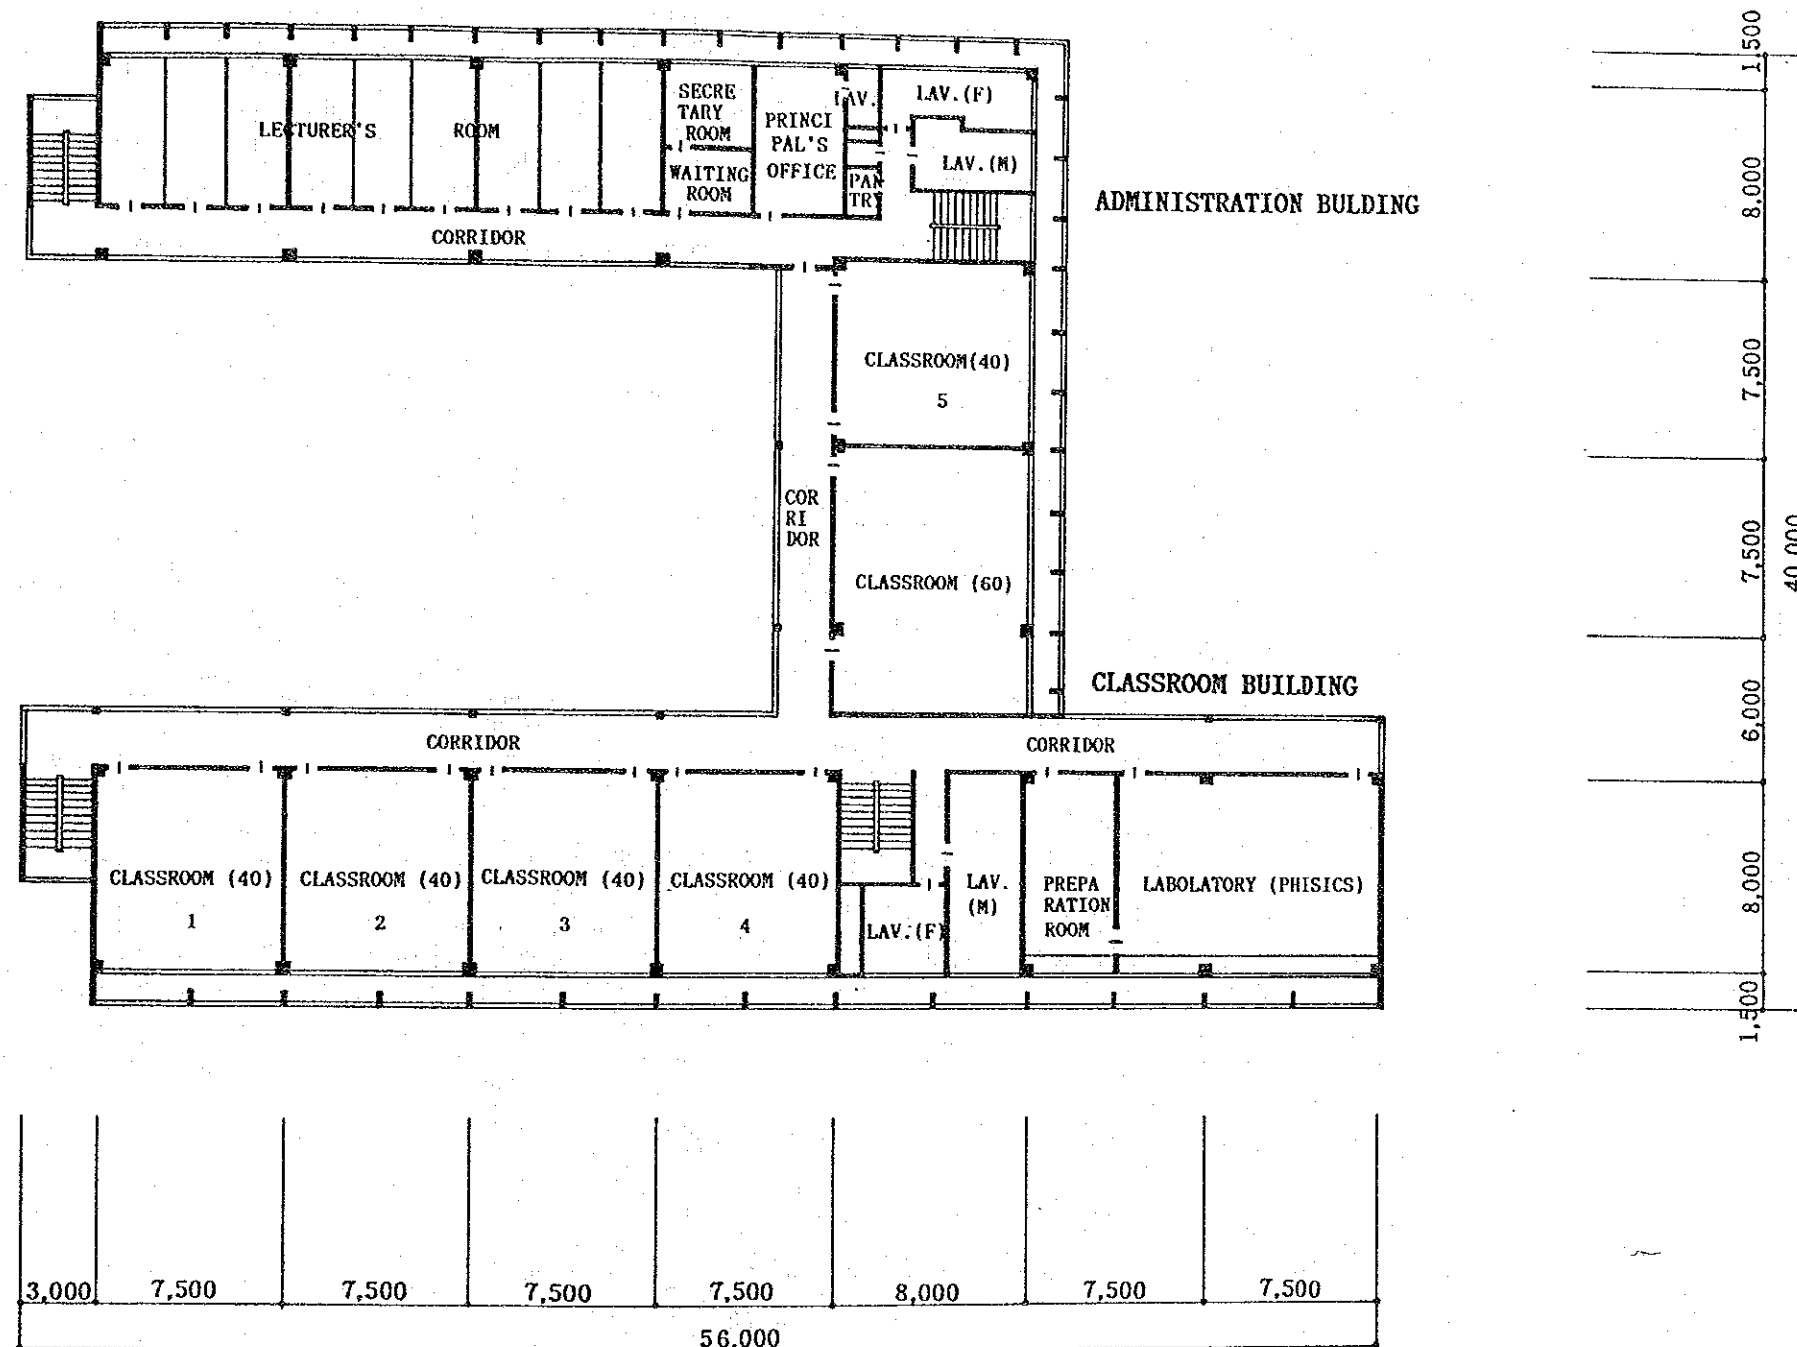 SECRE
TARY
ROOM
LAV.
LAV.(F)
LECTURER'S ROOM
PRINCI
PAL'S
OFFICE
LAV.(M)
WAITING
ROOM
PAN
TRY
CORRIDOR
ADMINISTRATION BULDING
CLASSROOM(40)
5
COR
RI
DOR
CLASSROOM (60)
CLASSROOM BUILDING
CORRIDOR
CORRIDOR
CLASSROOM (40)
1
CLASSROOM (40)
2
CLASSROOM (40)
3
CLASSROOM (40)
4
LAV.(F)
LAV.
(M)
PREPA
RATION
ROOM
LABOLATORY (PHISICS)
1,500
8,000
7,500
7,500
6,000
8,000
1,500
40,000
3,000 7,500 7,500 7,500 7,500 8,000 7,500 7,500
56,000